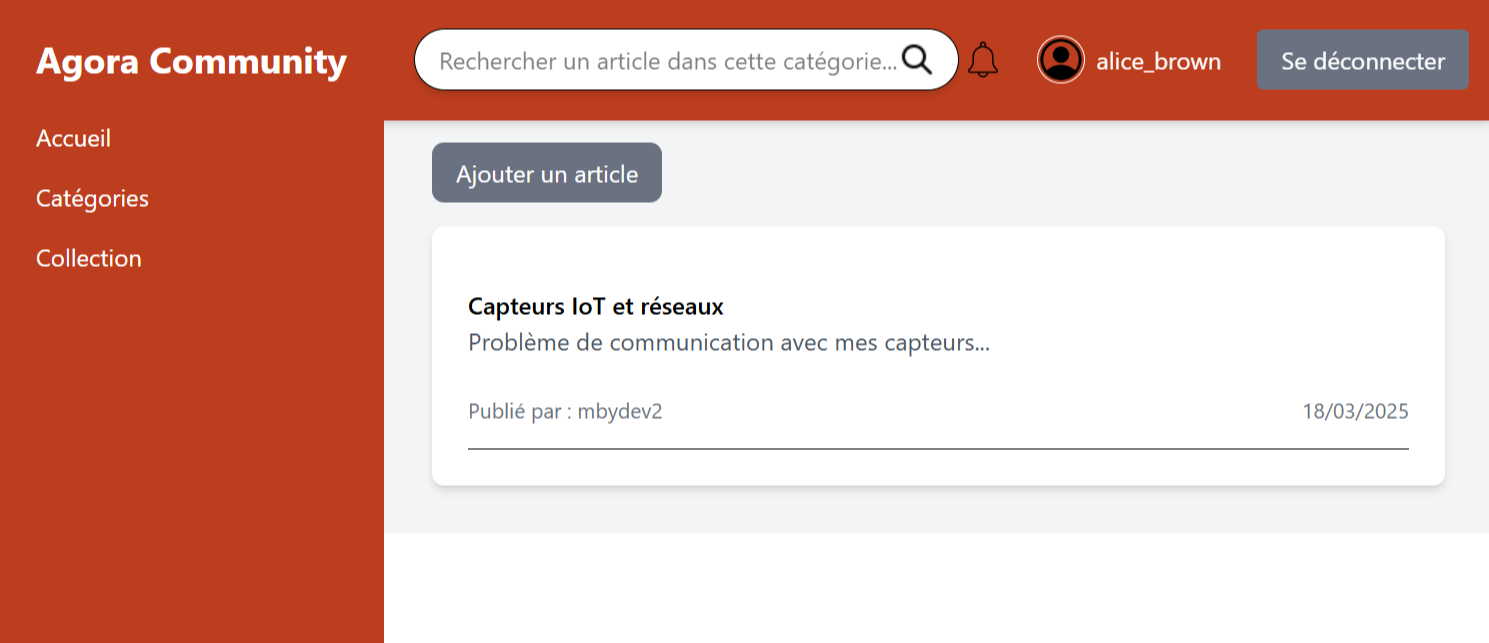 Agora Community
Rechercher un article dans cette catégorie...
alice_brown
Se déconnecter
Accueil
Catégories
Collection
Ajouter un article
Capteurs IoT et réseaux
Problème de communication avec mes capteurs...
Publié par : mbydev2
18/03/2025